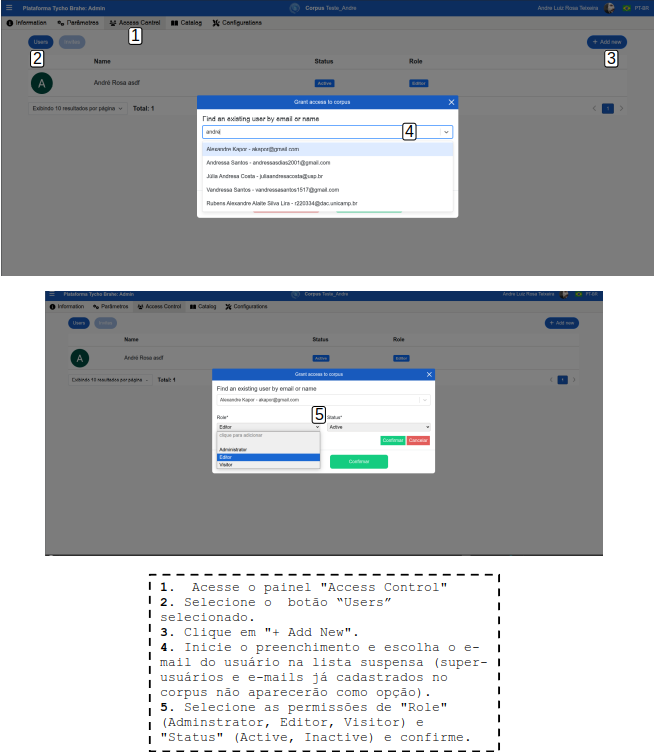 Plataforma Tycho Brahe: Admin
Corpus Teste_Andre
André Luiz Rosa Teixeira
PT-BR
Information
Parâmetros
Access Control
Catalog
Configurations
1
Users
+ Add new
2
3
Name
Status
Role
A
André Rosa asdf
Active
Editor
Exibindo 10 resultados por página
Total: 1
1
Grant access to corpus
Find an existing user by email or name
andré
4
Alexandre Kapor - akapor@gmail.com
Andressa Santos - andressasdias2001@gmail.com
Júlia Andresa Costa - juliaandresacosta@usp.br
Vandressa Santos - vandressasantos1517@gmail.com
Rubens Alexandre Alaite Silva Lira - r220334@dac.unicamp.br
Plataforma Tycho Brahe: Admin
Corpus Teste_Andre
André Luiz Rosa Teixeira
PT-BR
Information
Parâmetros
Access Control
Catalog
Configurations
Users
+ Add new
Name
Status
Role
A
André Rosa asdf
Active
Editor
Exibindo 10 resultados por página
Total: 1
1
Grant access to corpus
Find an existing user by email or name
Alexandre Kapor - akapor@gmail.com
5
Role*
Status*
Editor
Active
clique para selecionar
Administrator
Editor
Visitor
Confirmar
Cancelar
Confirmar
1. Acesse o painel "Access Control"
2. Selecione o botão “Users”
selecionado.
3. Clique em "+ Add New".
4. Inicie o preenchimento e escolha o e-
mail do usuário na lista suspensa (super-
usuários e e-mails já cadastrados no
corpus não aparecerão como opção).
5. Selecione as permissões de "Role"
(Adminstrator, Editor, Visitor) e
"Status" (Active, Inactive) e confirme.